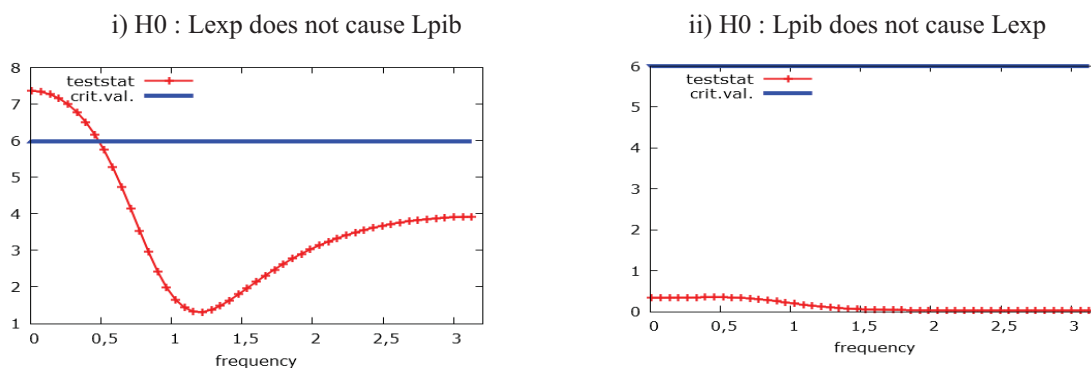 i) H0 : Lexp does not cause Lpib
8
7
6
5
4
3
2
1
teststat
crit.val.
0 0,5 1 1,5 2 2,5 3
frequency
ii) H0 : Lpib does not cause Lexp
6
5
4
3
2
1
0
teststat
crit.val.
0 0,5 1 1,5 2 2,5 3
frequency